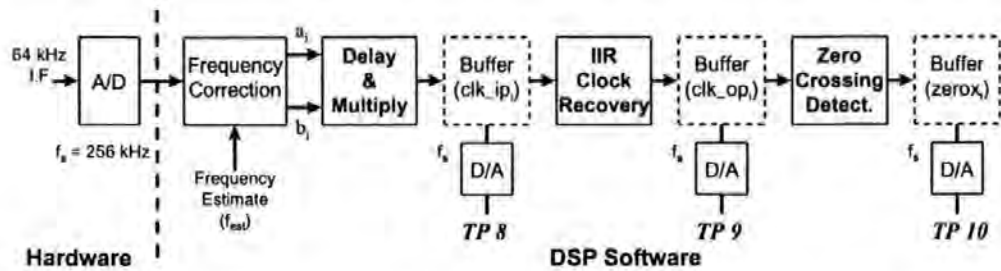 64 kHz
I.F
A/D
f_s = 256 kHz
Frequency
Correction
a_i
b_i
Frequency
Estimate
(f_est)
Delay
&
Multiply
Buffer
(clk_ip_i)
f_s
D/A
TP 8
IIR
Clock
Recovery
Buffer
(clk_op_i)
f_s
D/A
TP 9
Zero
Crossing
Detect.
Buffer
(zerox_i)
f_s
D/A
TP 10
Hardware
DSP Software